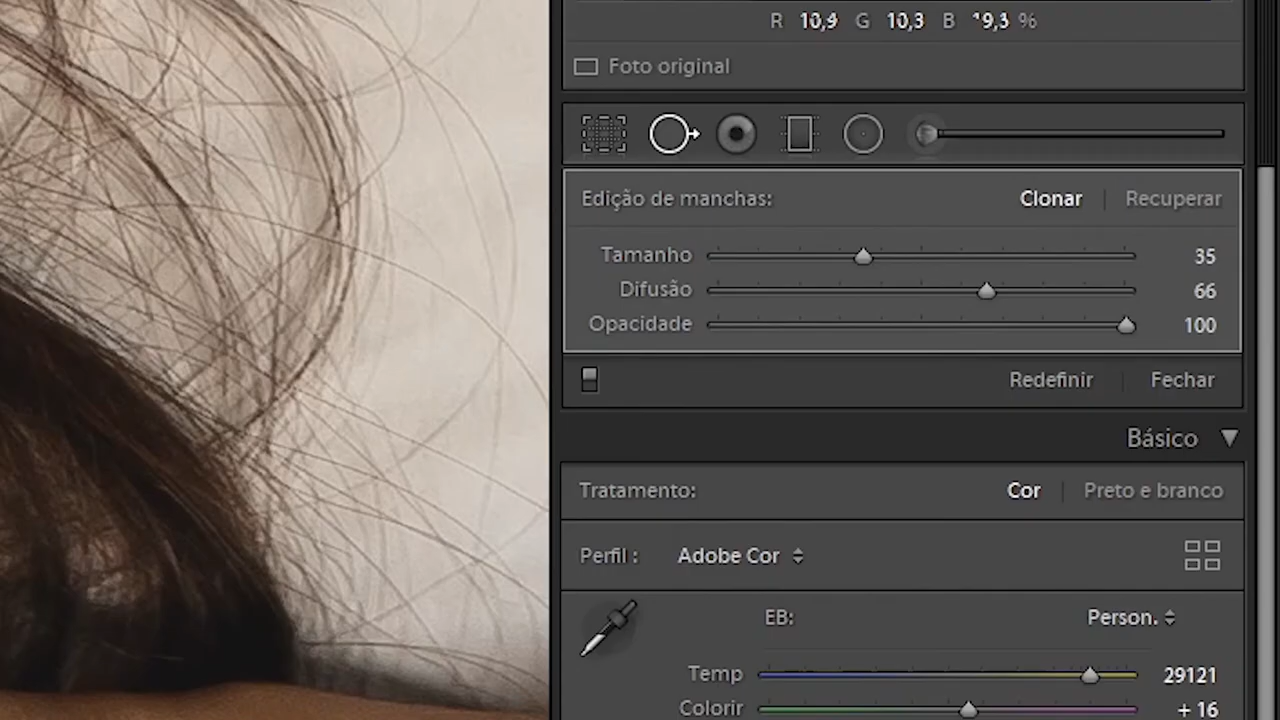 R 10,9 G 10,3 B 19,3 %
Foto original
Edição de manchas: Clonar | Recuperar
Tamanho 35
Difusão 66
Opacidade 100
Redefinir Fechar
Básico
Tratamento: Cor | Preto e branco
Perfil : Adobe Cor
EB: Person.
Temp 29121
Colorir + 16